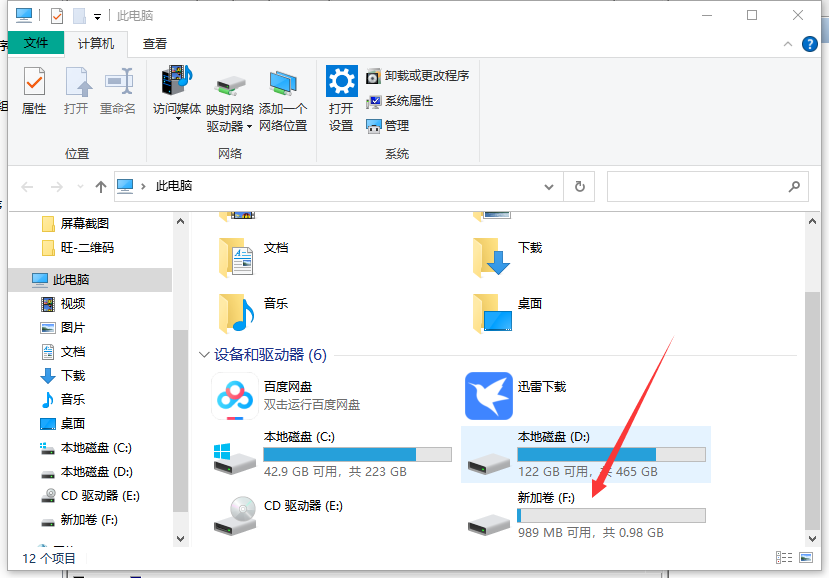 此电脑
文件
计算机
查看
属性
打开
重命名
访问媒体
映射网络
驱动器
添加一个
网络位置
打开
设置
卸载或更改程序
系统属性
管理
位置
网络
系统
此电脑
屏幕截图
旺-二维码
此电脑
视频
图片
文档
下载
音乐
桌面
本地磁盘 (C:)
本地磁盘 (D:)
CD 驱动器 (E:)
新加卷 (F:)
文档
下载
音乐
桌面
设备和驱动器 (6)
百度网盘
双击运行百度网盘
迅雷下载
本地磁盘 (C:)
42.9 GB 可用，共 223 GB
本地磁盘 (D:)
122 GB 可用，共 465 GB
CD 驱动器 (E:)
新加卷 (F:)
989 MB 可用，共 0.98 GB
12 个项目